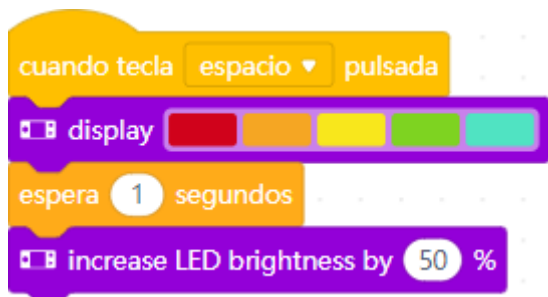 cuando tecla espacio pulsada
display
espera 1 segundos
increase LED brightness by 50 %